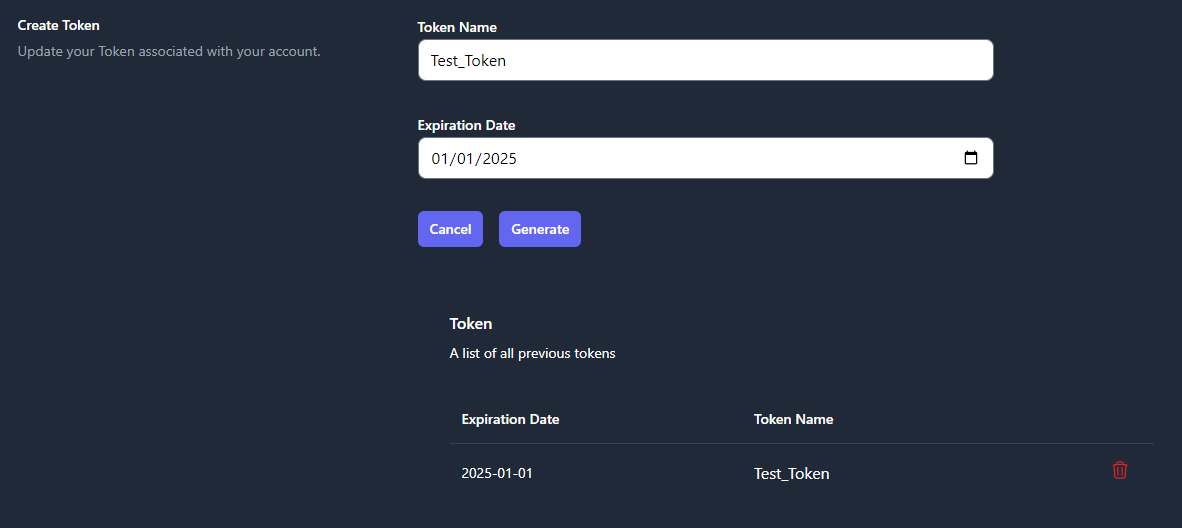 Create Token
Update your Token associated with your account.
Token Name
Test_Token
Expiration Date
01/01/2025
Cancel Generate
Token
A list of all previous tokens
Expiration Date Token Name
2025-01-01 Test_Token